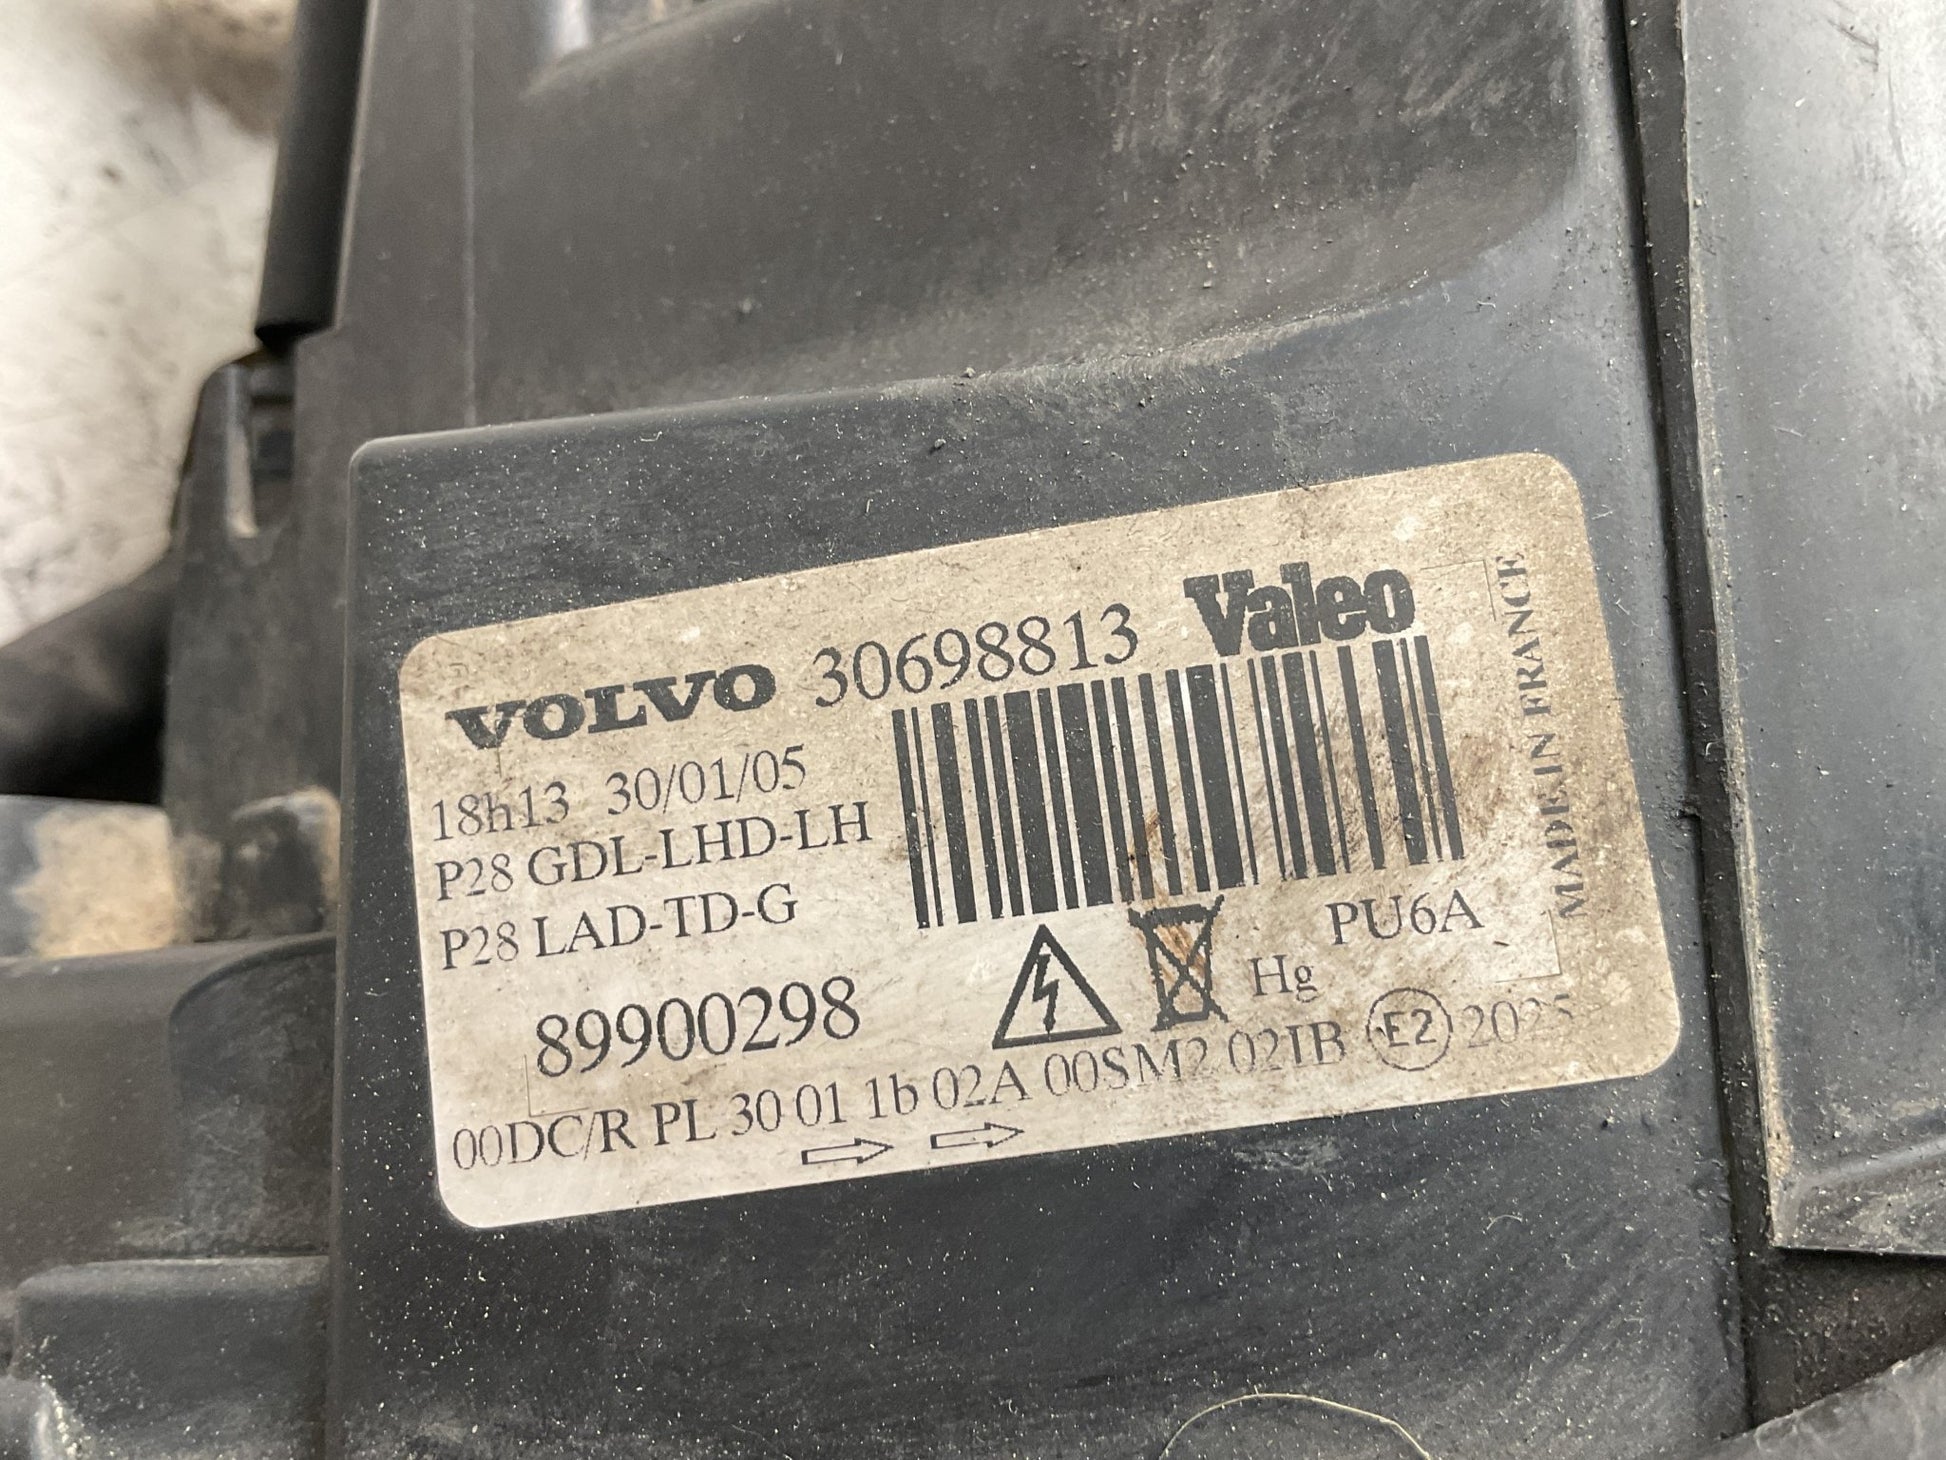 VOLVO 30698813 Valeo
18h13 30/01/05
P28 GDL-LHD-LH
P28 LAD-TD-G
PU6A
89900298
Hg
00DC/R PL 30 01 1b 02A 00SM2 02IB E2
MADE IN FRANCE